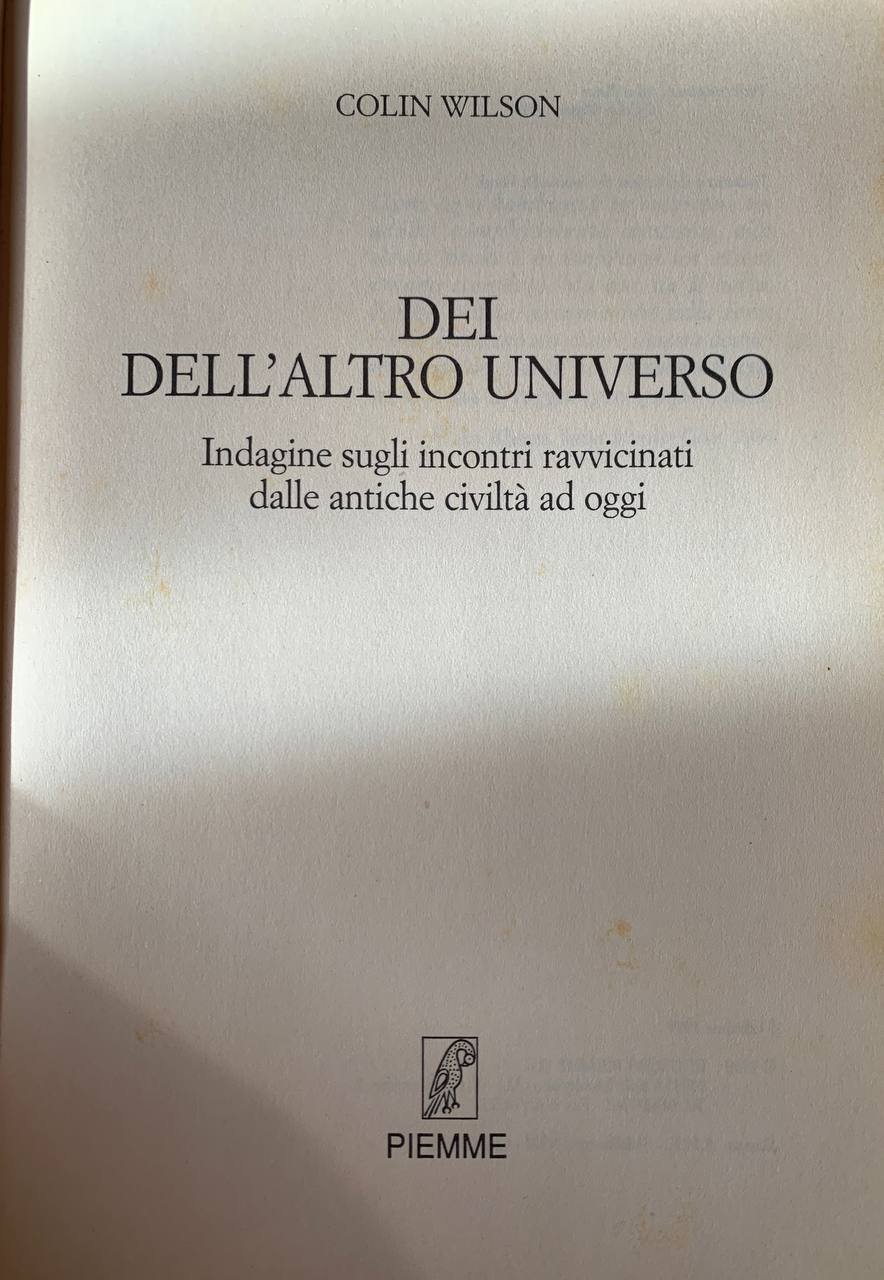 COLIN WILSON
DEI
DELL'ALTRO UNIVERSO
Indagine sugli incontri ravvicinati
dalle antiche civiltà ad oggi
PIEMME